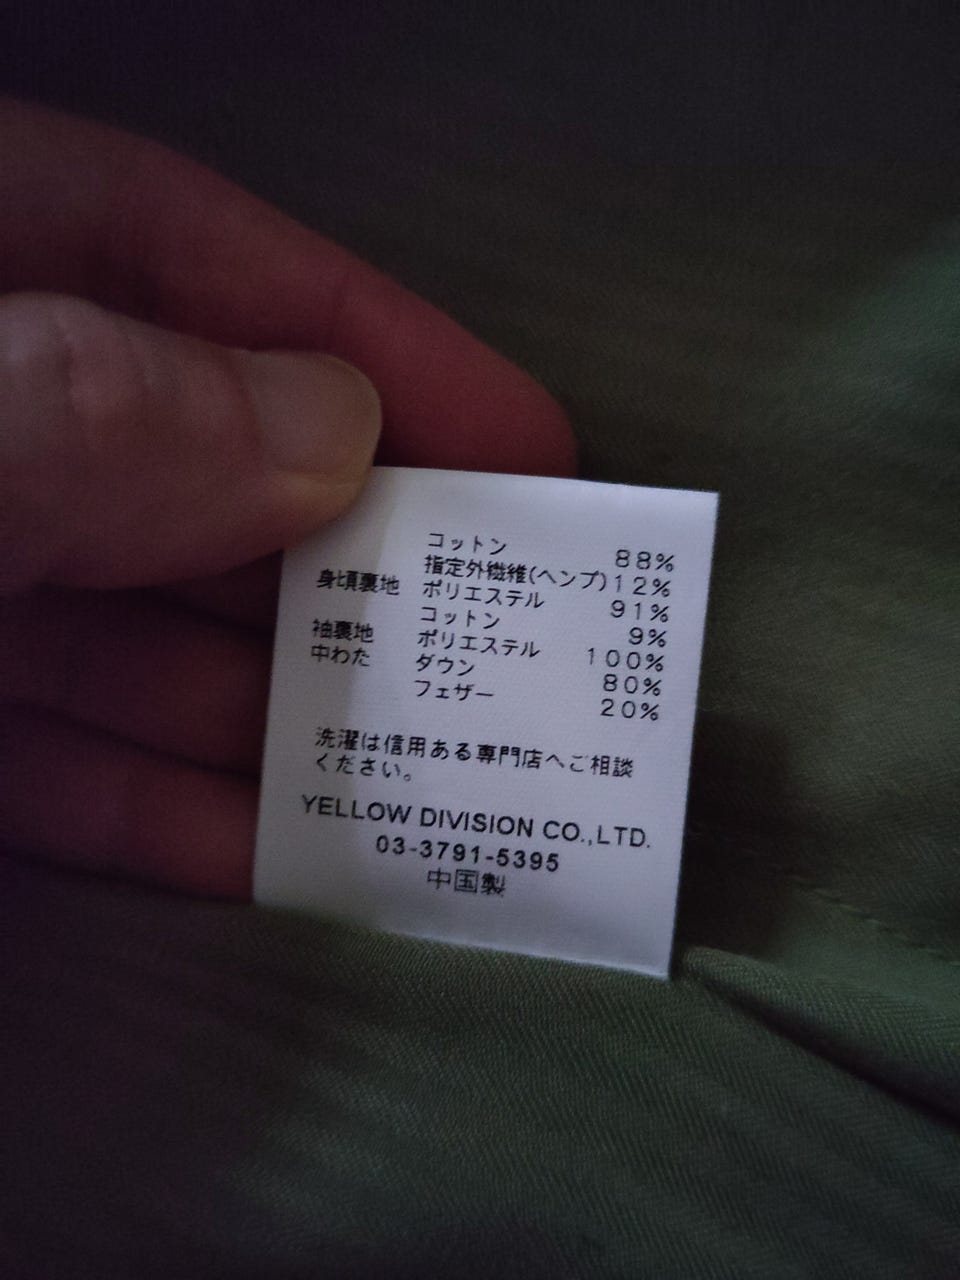 コットン 88%
指定外繊維(ヘンプ)12%
身頃裏地 ポリエステル 91%
コットン 9%
袖裏地 ポリエステル 100%
中わた ダウン 80%
フェザー 20%
洗濯は信用ある専門店へご相談
ください。
YELLOW DIVISION CO.,LTD.
03-3791-5395
中国製